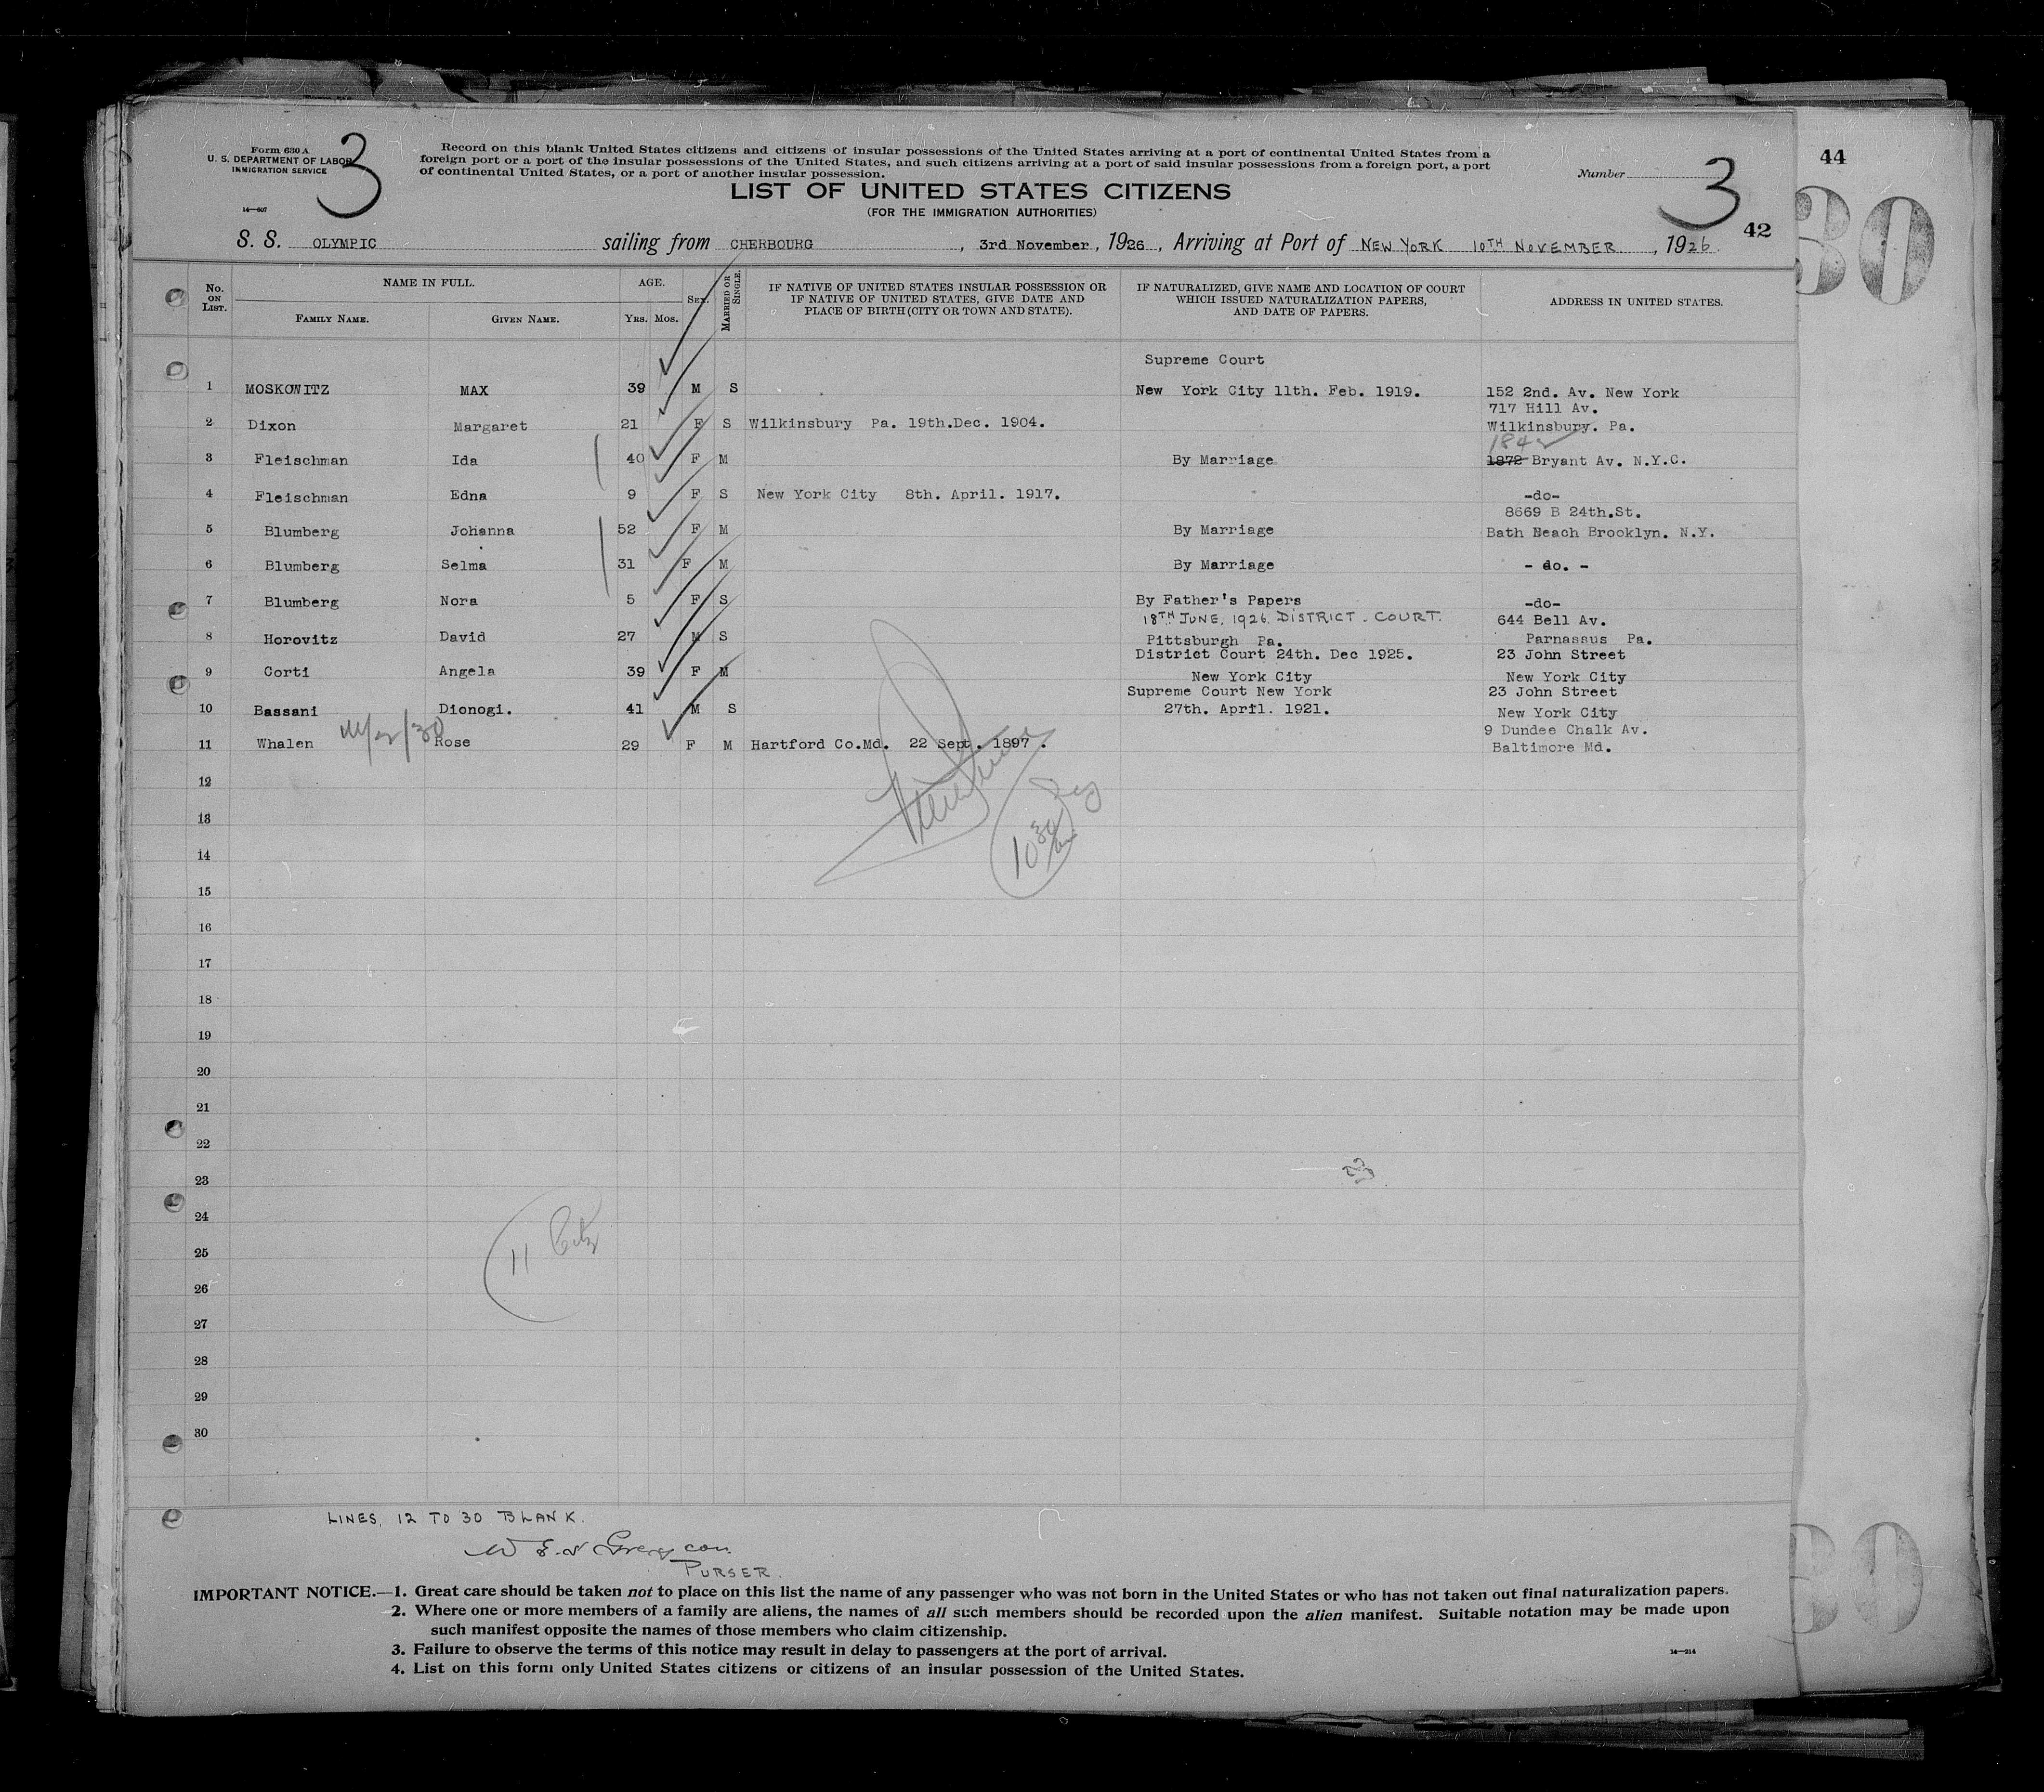 Form 630 A
U. S. DEPARTMENT OF LABOR
IMMIGRATION SERVICE
14—607
3
Record on this blank United States citizens and citizens of insular possessions of the United States arriving at a port of continental United States from a
foreign port or a port of the insular possessions of the United States, and such citizens arriving at a port of said insular possessions from a foreign port, a port
of continental United States, or a port of another insular possession.
Number
3
44
30
LIST OF UNITED STATES CITIZENS
(FOR THE IMMIGRATION AUTHORITIES)
42
S. S. OLYMPIC sailing from CHERBOURG, 3rd November, 1926, Arriving at Port of NEW YORK 10TH NOVEMBER, 1926.
No. ON LIST.
NAME IN FULL.
FAMILY NAME.
GIVEN NAME.
AGE.
YRS. MOS.
SEX.
MARRIED OR SINGLE.
IF NATIVE OF UNITED STATES INSULAR POSSESSION OR
IF NATIVE OF UNITED STATES, GIVE DATE AND
PLACE OF BIRTH (CITY OR TOWN AND STATE).
IF NATURALIZED, GIVE NAME AND LOCATION OF COURT
WHICH ISSUED NATURALIZATION PAPERS,
AND DATE OF PAPERS.
ADDRESS IN UNITED STATES.
Supreme Court
1 MOSKOWITZ MAX 39 M S New York City 11th. Feb. 1919. 152 2nd. Av. New York
717 Hill Av.
2 Dixon Margaret 21 F S Wilkinsbury Pa. 19th.Dec. 1904. Wilkinsbury. Pa.
3 Fleischman Ida 40 F M By Marriage 1872 Bryant Av. N.Y.C.
4 Fleischman Edna 9 F S New York City 8th. April. 1917. -do-
8669 B 24th.St.
5 Blumberg Johanna 52 F M By Marriage Bath Beach Brooklyn. N.Y.
6 Blumberg Selma 31 F M By Marriage - do. -
7 Blumberg Nora 5 F S By Father's Papers -do-
18TH JUNE, 1926. DISTRICT. COURT. 644 Bell Av.
8 Horovitz David 27 M S Pittsburgh Pa. Parnassus Pa.
District Court 24th. Dec 1925. 23 John Street
9 Corti Angela 39 F M New York City New York City
Supreme Court New York 23 John Street
10 Bassani Dionogi. 41 M S 27th. April. 1921. New York City
9 Dundee Chalk Av.
11 Whalen Rose 29 F M Hartford Co.Md. 22 Sept. 1897. Baltimore Md.
12
13
14
15
16
17
18
19
20
21
22
23
24
25
26
27
28
29
30
11 Citz
LINES, 12 TO 30 BLANK.
PURSER.
IMPORTANT NOTICE.—1. Great care should be taken not to place on this list the name of any passenger who was not born in the United States or who has not taken out final naturalization papers.
2. Where one or more members of a family are aliens, the names of all such members should be recorded upon the alien manifest. Suitable notation may be made upon
such manifest opposite the names of those members who claim citizenship.
3. Failure to observe the terms of this notice may result in delay to passengers at the port of arrival.
4. List on this form only United States citizens or citizens of an insular possession of the United States.
14—214
30